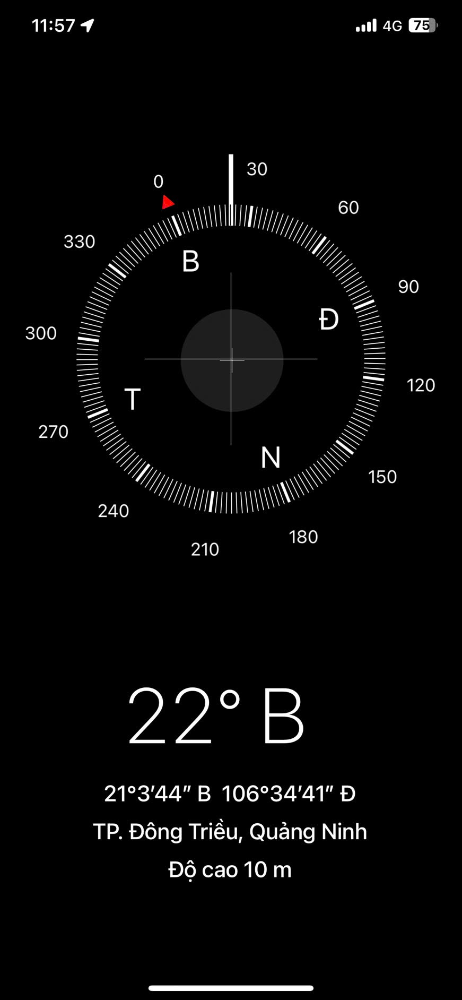 11:57 4G 75
0 30
60
330
B
90
Đ
300
120
T
270
N
150
240
180
210
22° B
21°3′44″ B 106°34′41″ Đ
TP. Đông Triều, Quảng Ninh
Độ cao 10 m